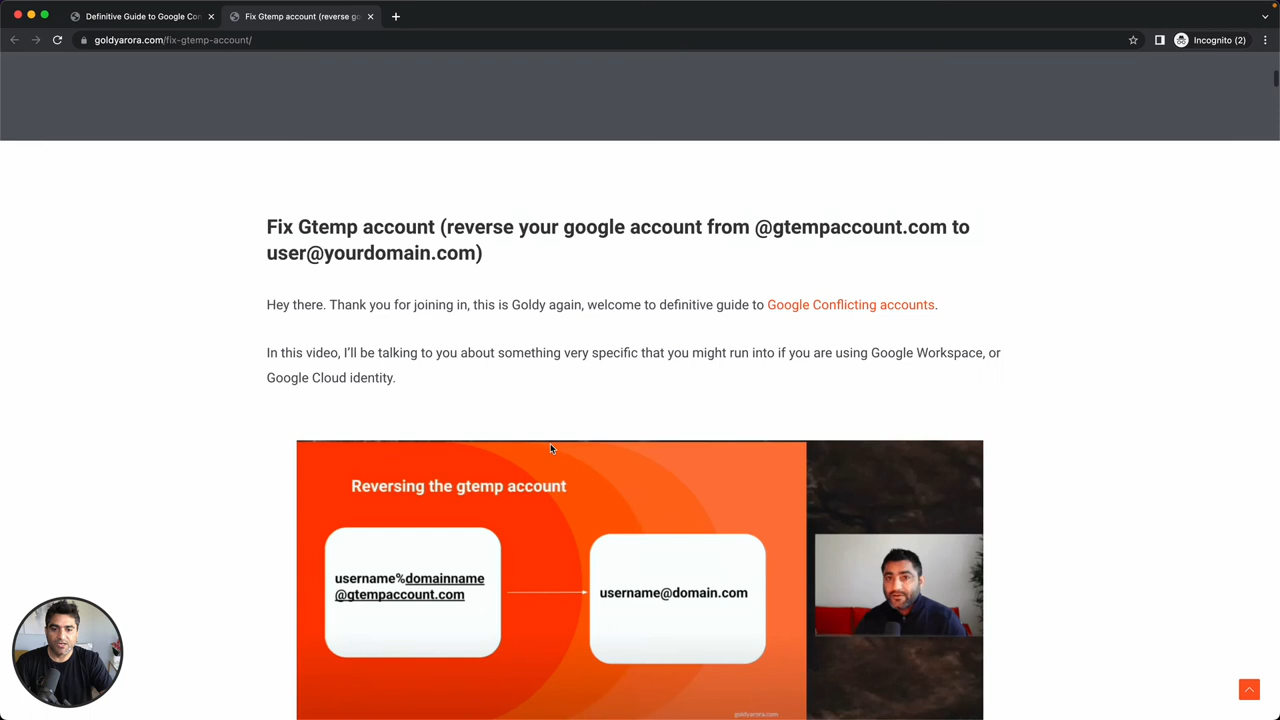 Definitive Guide to Google Con
Fix Gtemp account (reverse go
goldyarora.com/fix-gtemp-account/
Incognito (2)
Fix Gtemp account (reverse your google account from @gtempaccount.com to
user@yourdomain.com)
Hey there. Thank you for joining in, this is Goldy again, welcome to definitive guide to Google Conflicting accounts.
In this video, I’ll be talking to you about something very specific that you might run into if you are using Google Workspace, or
Google Cloud identity.
Reversing the gtemp account
username%domainname
@gtempaccount.com
username@domain.com
goldyarora.com